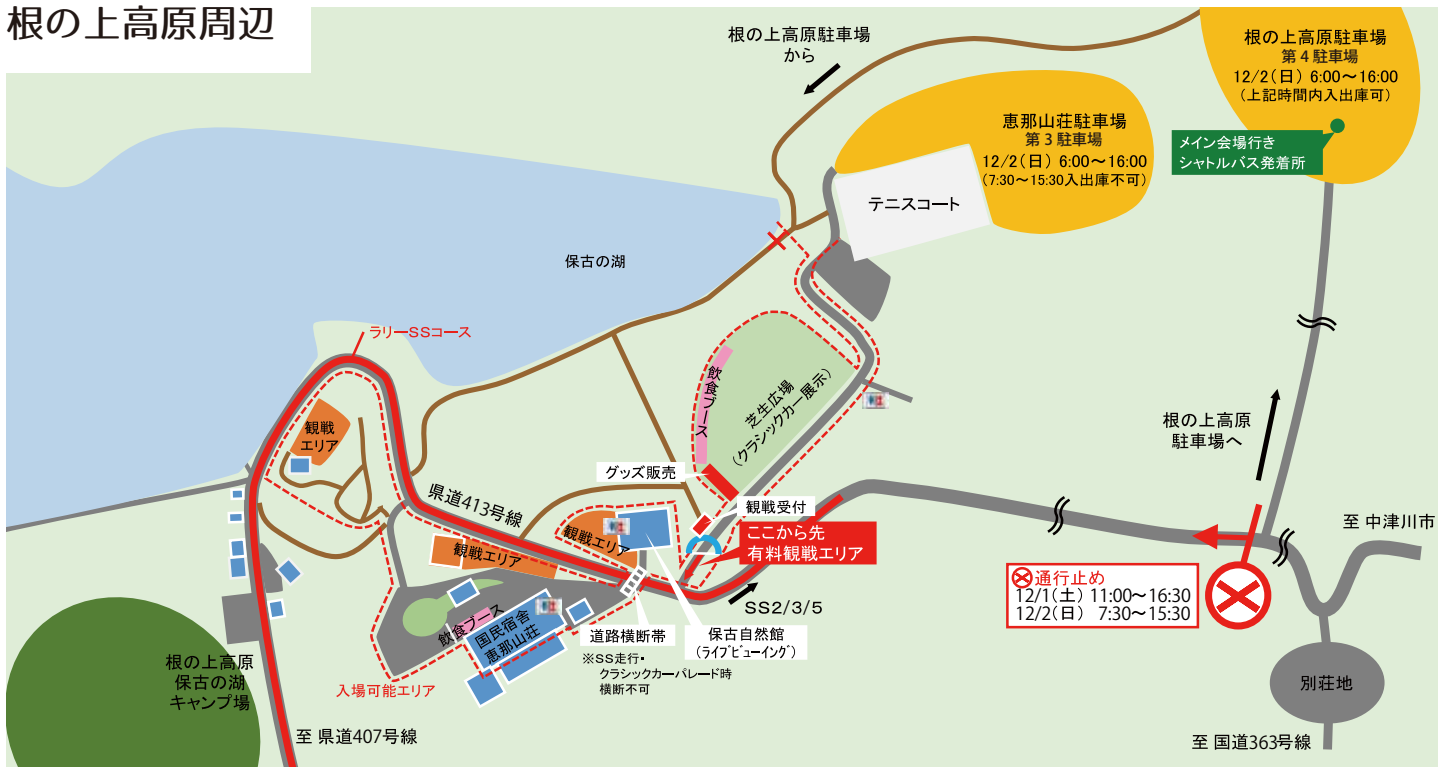 根の上高原周辺
根の上高原駐車場
から
根の上高原駐車場
第4駐車場
12/2(日) 6:00～16:00
(上記時間内入出庫可)
メイン会場行き
シャトルバス発着所
恵那山荘駐車場
第3駐車場
12/2(日) 6:00～16:00
(7:30～15:30入出庫不可)
テニスコート
保古の湖
ラリーSSコース
観戦
エリア
飲食ブース
芝生広場
(クラシックカー展示)
グッズ販売
観戦受付
ここから先
有料観戦エリア
県道413号線
観戦エリア
観戦エリア
根の上高原
駐車場へ
至 中津川市
通行止め
12/1(土) 11:00～16:30
12/2(日) 7:30～15:30
SS2/3/5
飲食ブース
国民宿舎
恵那山荘
道路横断帯
※SS走行・
クラシックカーパレード時
横断不可
保古自然館
(ライブビューイング)
入場可能エリア
根の上高原
保古の湖
キャンプ場
至 県道407号線
別荘地
至 国道363号線